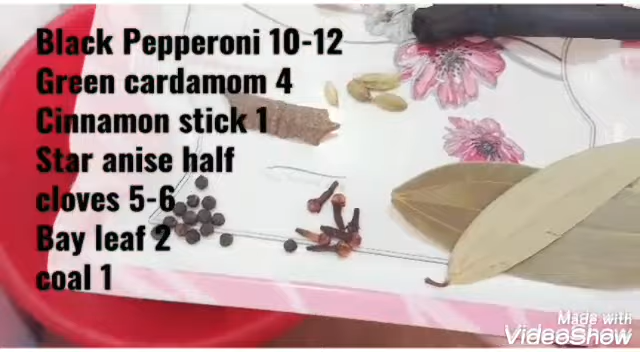 Black Pepperoni 10-12
Green cardamom 4
Cinnamon stick 1
Star anise half
cloves 5-6
Bay leaf 2
coal 1
Made with
VideoShow